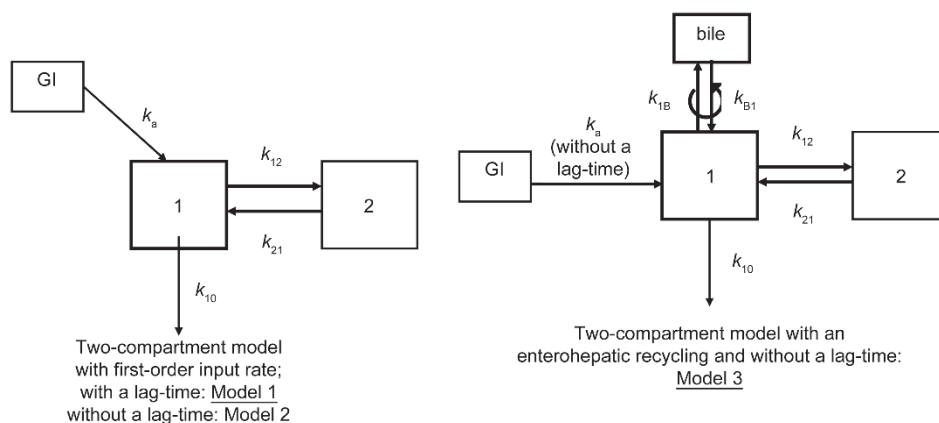 GI
kₐ
k₁₂
1
2
k₂₁
k₁₀
Two-compartment model
with first-order input rate;
with a lag-time: Model 1
without a lag-time: Model 2
bile
k₁B
kB₁
kₐ
(without a
lag-time)
k₁₂
GI
1
2
k₂₁
k₁₀
Two-compartment model with an
enterohepatic recycling and without a lag-time:
Model 3